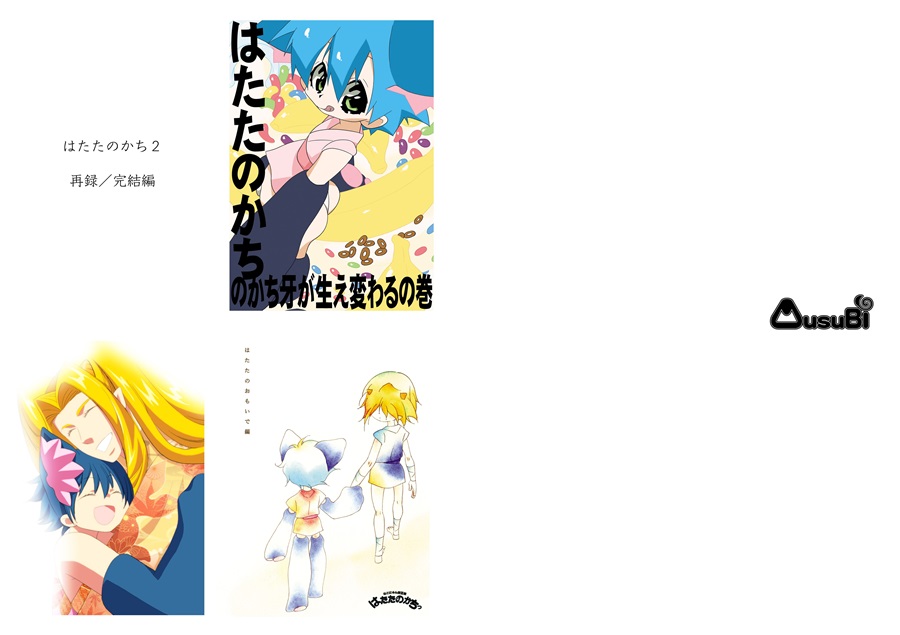 はたたのかち２
再録／完結編
はたたのかち
のかち牙が生え変わるの巻
はたたのおもいで編
はたたのかち
musuBi